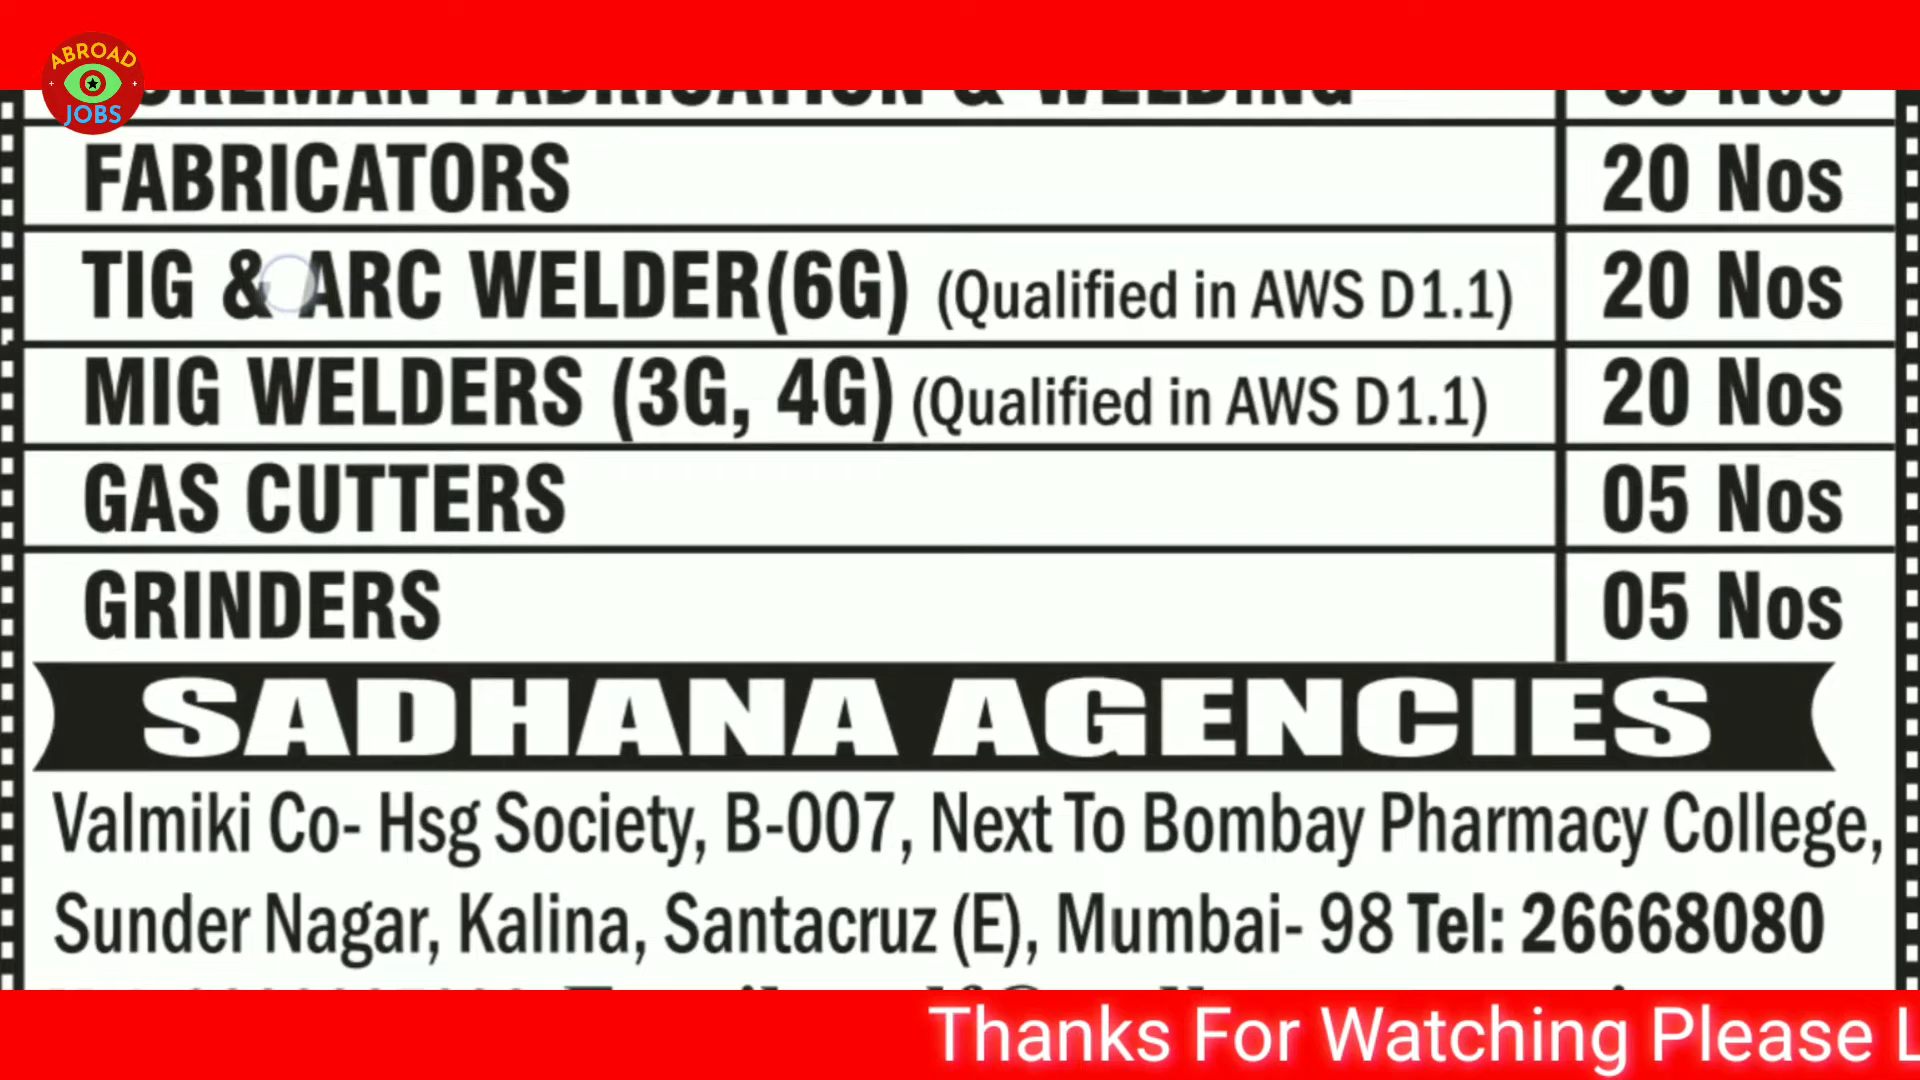 ABROAD
JOBS
FABRICATION & WELDING
FABRICATORS 20 Nos
TIG & ARC WELDER(6G) (Qualified in AWS D1.1) 20 Nos
MIG WELDERS (3G, 4G) (Qualified in AWS D1.1) 20 Nos
GAS CUTTERS 05 Nos
GRINDERS 05 Nos
SADHANA AGENCIES
Valmiki Co- Hsg Society, B-007, Next To Bombay Pharmacy College,
Sunder Nagar, Kalina, Santacruz (E), Mumbai- 98 Tel: 26668080
Thanks For Watching Please